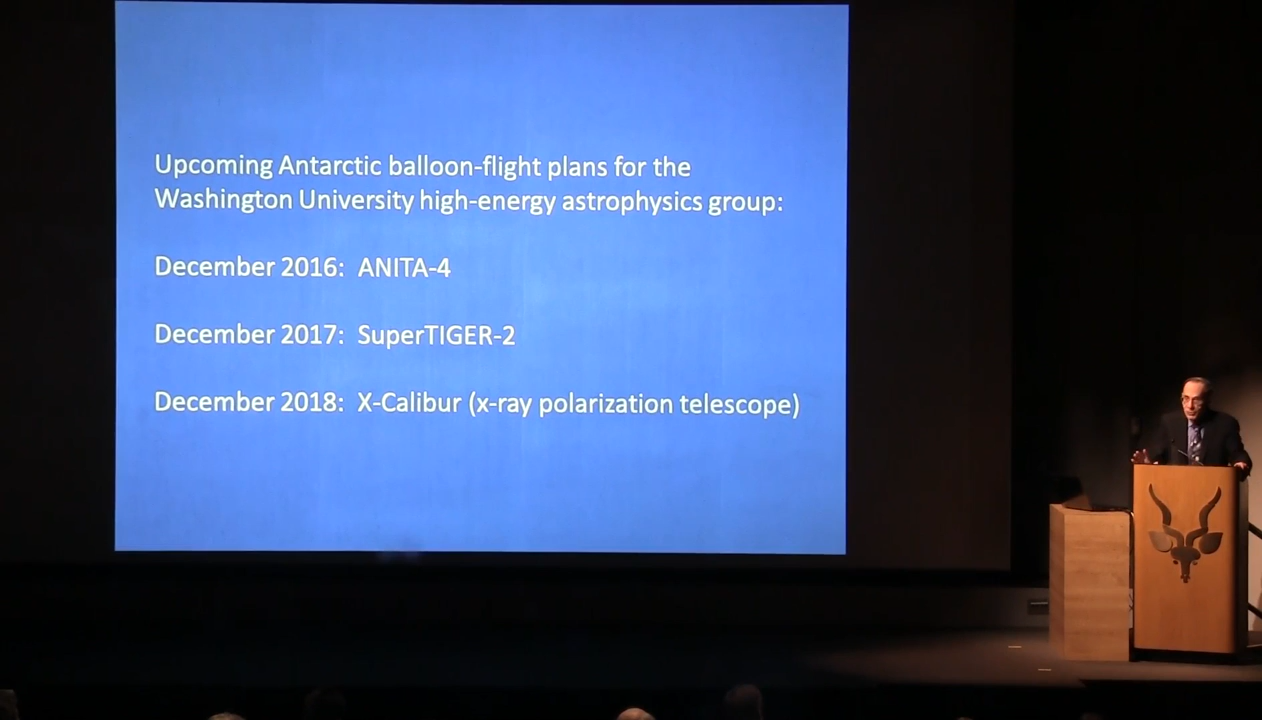 Upcoming Antarctic balloon-flight plans for the
Washington University high-energy astrophysics group:
December 2016:  ANITA-4
December 2017:  SuperTIGER-2
December 2018:  X-Calibur (x-ray polarization telescope)